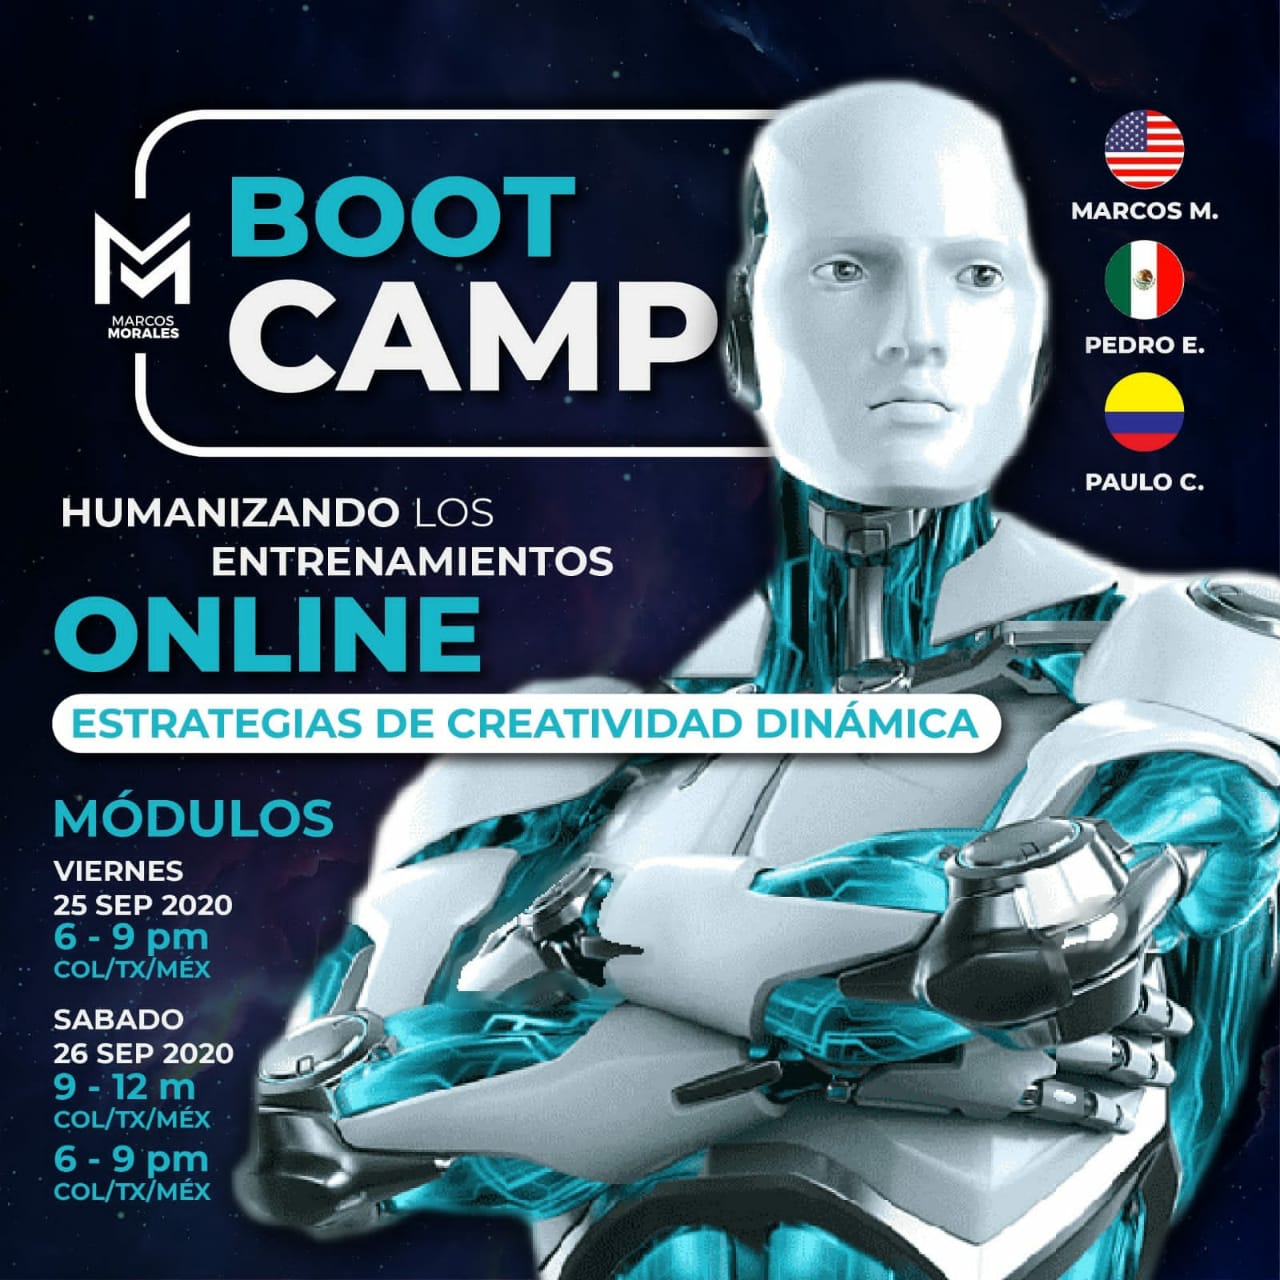 BOOT
CAMP
MARCOS
MORALES
MARCOS M.
PEDRO E.
PAULO C.
HUMANIZANDO LOS
ENTRENAMIENTOS
ONLINE
ESTRATEGIAS DE CREATIVIDAD DINÁMICA
MÓDULOS
VIERNES
25 SEP 2020
6 - 9 pm
COL/TX/MÉX
SABADO
26 SEP 2020
9 - 12 m
COL/TX/MÉX
6 - 9 pm
COL/TX/MÉX